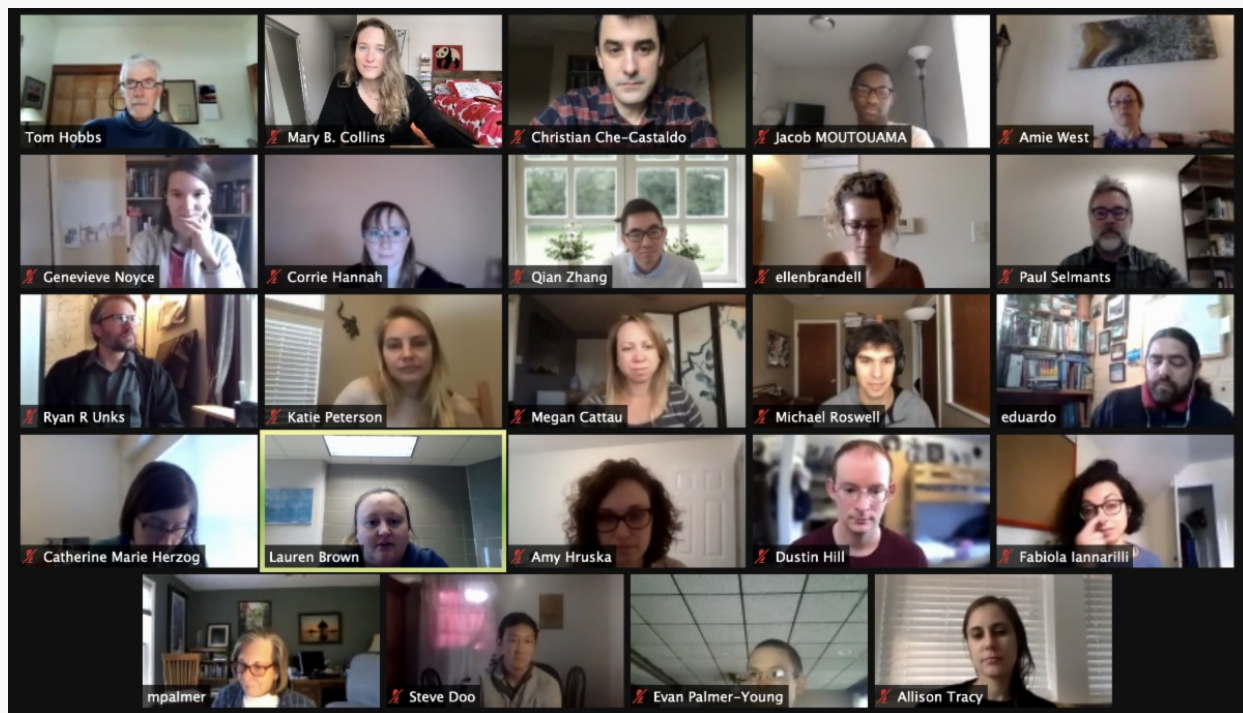 Tom Hobbs
Mary B. Collins
Christian Che-Castaldo
Jacob MOUTOUAMA
Amie West
Genevieve Noyce
Corrie Hannah
Qian Zhang
ellenbrandell
Paul Selmants
Ryan R Unks
Katie Peterson
Megan Cattau
Michael Roswell
eduardo
Catherine Marie Herzog
Lauren Brown
Amy Hruska
Dustin Hill
Fabiola Iannarilli
mpalmer
Steve Doo
Evan Palmer-Young
Allison Tracy